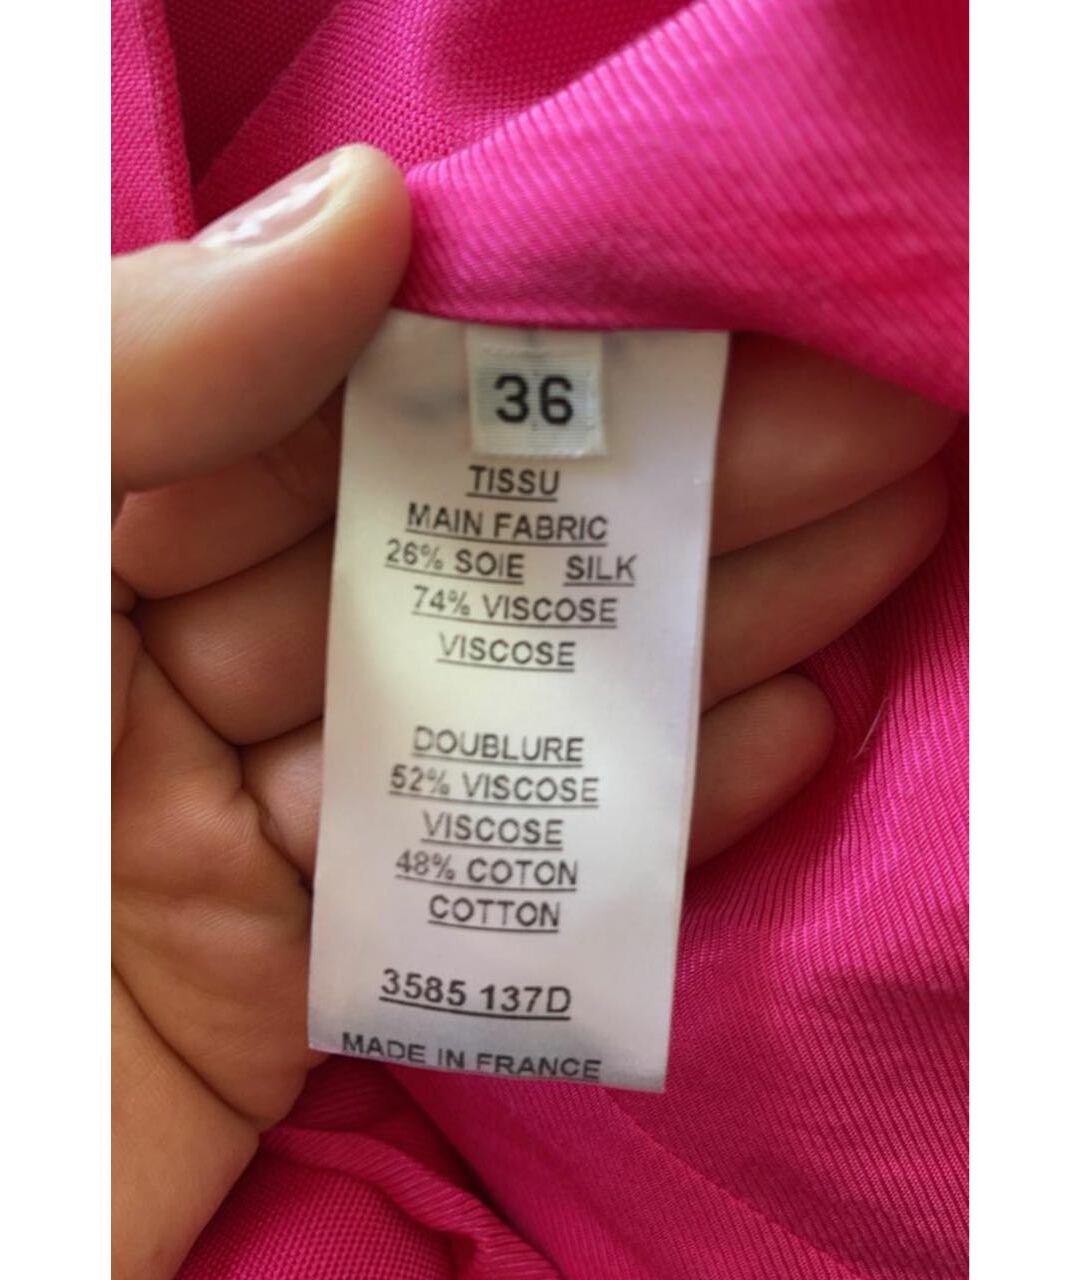 36
TISSU
MAIN FABRIC
26% SOIE SILK
74% VISCOSE
VISCOSE
DOUBLURE
52% VISCOSE
VISCOSE
48% COTON
COTTON
3585 137D
MADE IN FRANCE